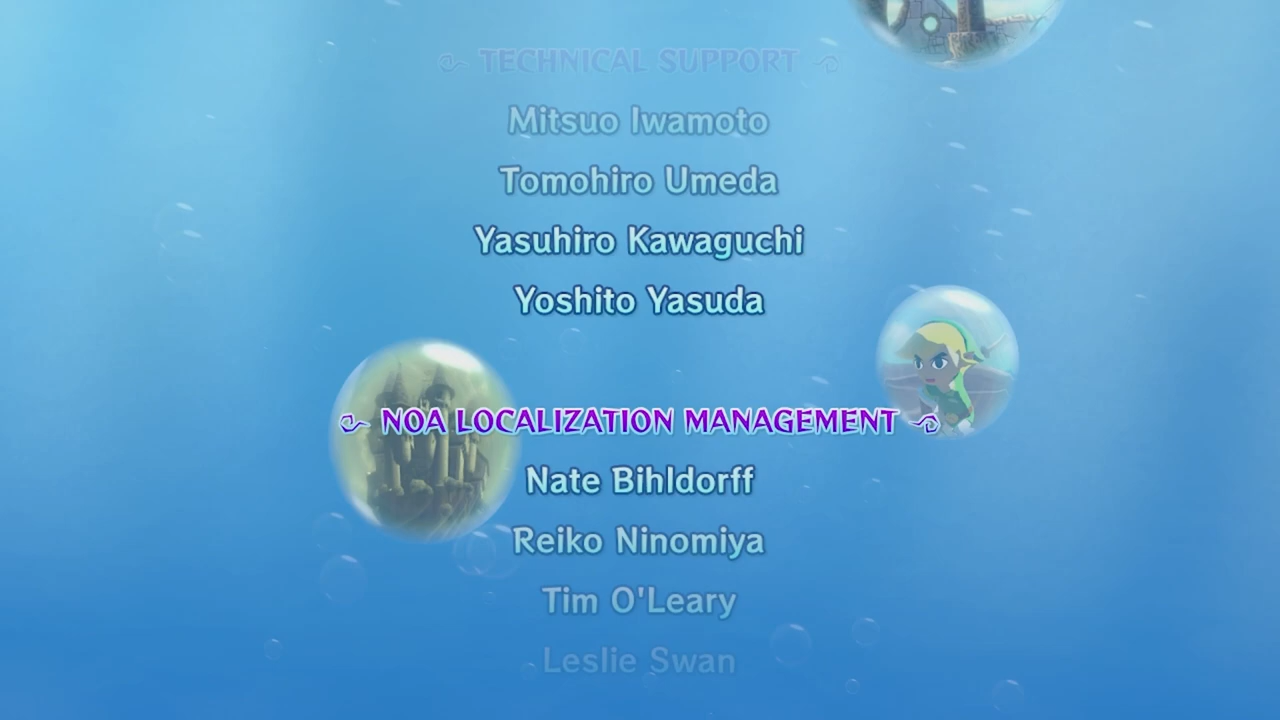 TECHNICAL SUPPORT
Mitsuo Iwamoto
Tomohiro Umeda
Yasuhiro Kawaguchi
Yoshito Yasuda
NOA LOCALIZATION MANAGEMENT
Nate Bihldorff
Reiko Ninomiya
Tim O'Leary
Leslie Swan